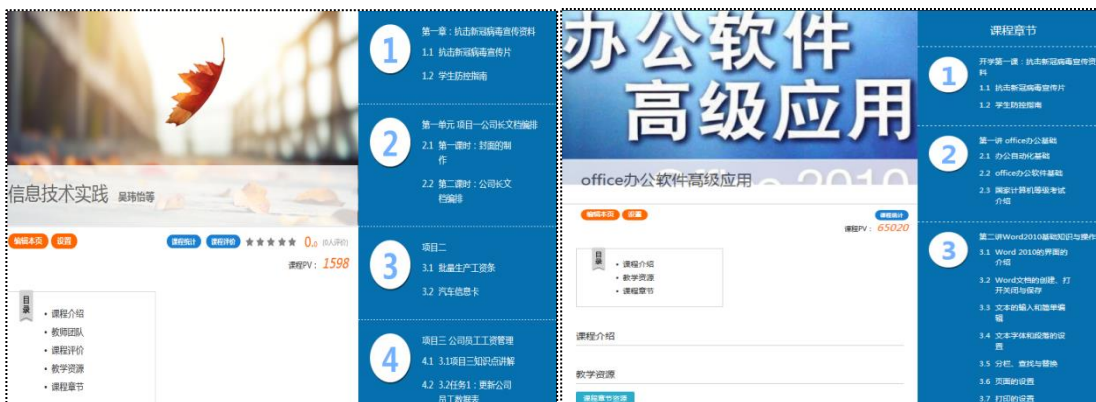 信息技术实践 吴玮怡等
编辑本页 设置
课程统计 课程评价 0.0 (0人评价)
课程PV： 1598
目录
• 课程介绍
• 教师团队
• 课程评价
• 教学资源
• 课程章节
1
第一章：抗击新冠病毒宣传资料
1.1 抗击新冠病毒宣传片
1.2 学生防控指南
2
第一单元 项目一公司长文档编排
2.1 第一课时：封面的制
作
2.2 第二课时：公司长文
档编排
3
项目二
3.1 批量生产工资条
3.2 汽车信息卡
4
项目三 公司员工工资管理
4.1 3.1项目三知识点讲解
4.2 3.2任务1：更新公司
员工数据表
办公软件
高级应用
office办公软件高级应用
编辑本页 设置
课程统计
课程PV： 65020
目录
• 课程介绍
• 教学资源
• 课程章节
课程介绍
教学资源
课程章节资源
课程章节
1
开学第一课：抗击新冠病毒宣传资
料
1.1 抗击新冠病毒宣传片
1.2 学生防控指南
2
第一讲 office办公基础
2.1 办公自动化基础
2.2 office办公软件基础
2.3 国家计算机等级考试
介绍
3
第二讲Word2010基础知识与操作
3.1 Word 2010的界面的
介绍
3.2 Word文档的创建、打
开关闭与保存
3.3 文本的输入和简单编
辑
3.4 文本字体和段落的设
置
3.5 分栏、查找与替换
3.6 页面的设置
3.7 打印的设置